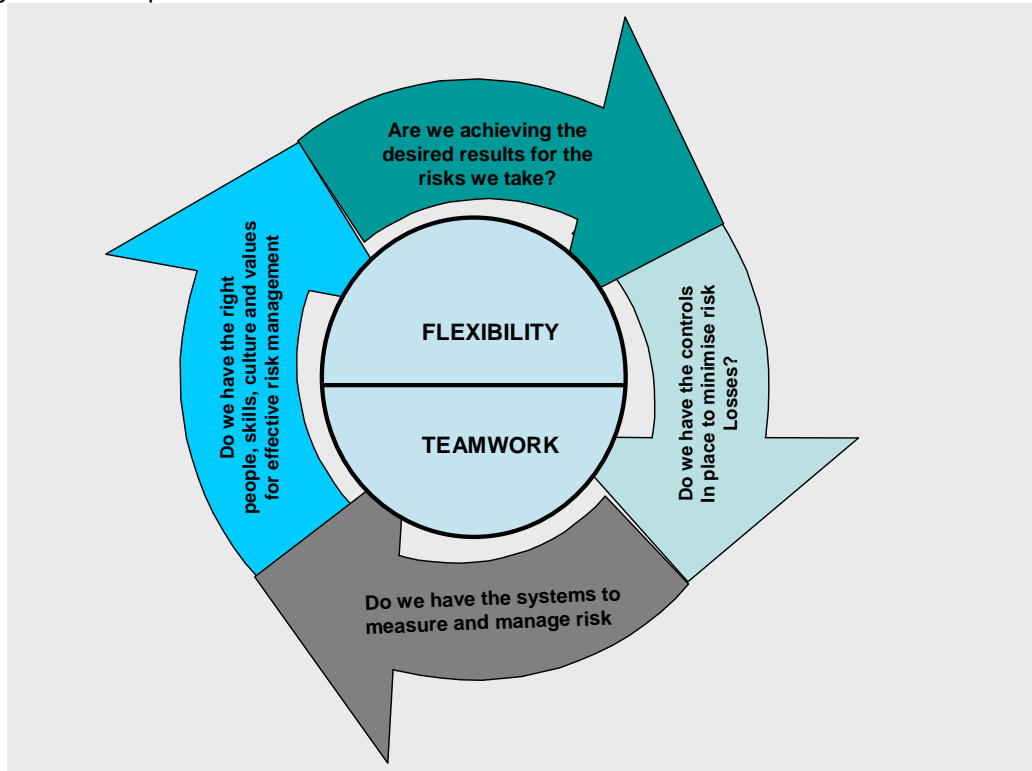 Are we achieving the
desired results for the
risks we take?
Do we have the controls
In place to minimise risk
Losses?
Do we have the systems to
measure and manage risk
Do we have the right
people, skills, culture and values
for effective risk management
FLEXIBILITY
TEAMWORK